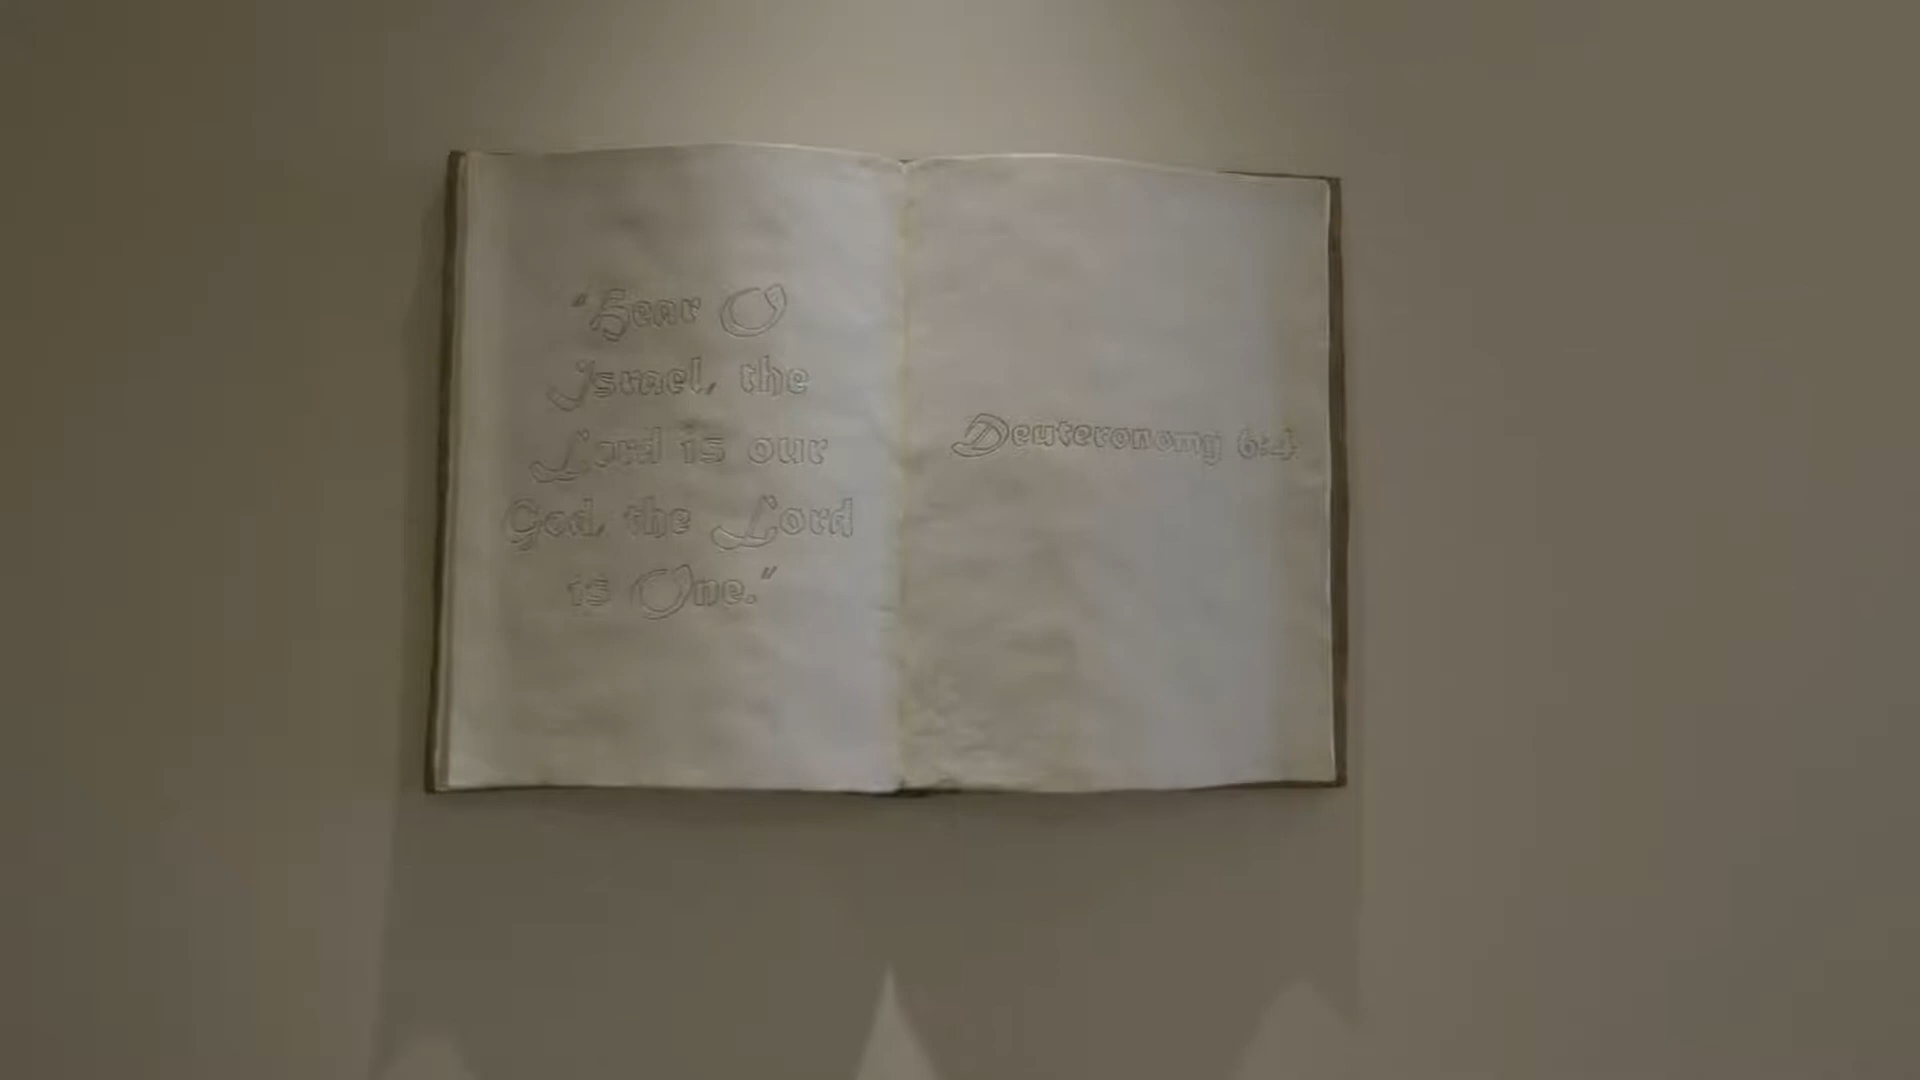 "Hear O
Israel, the
Lord is our
God, the Lord
is One."
Deuteronomy 6:4